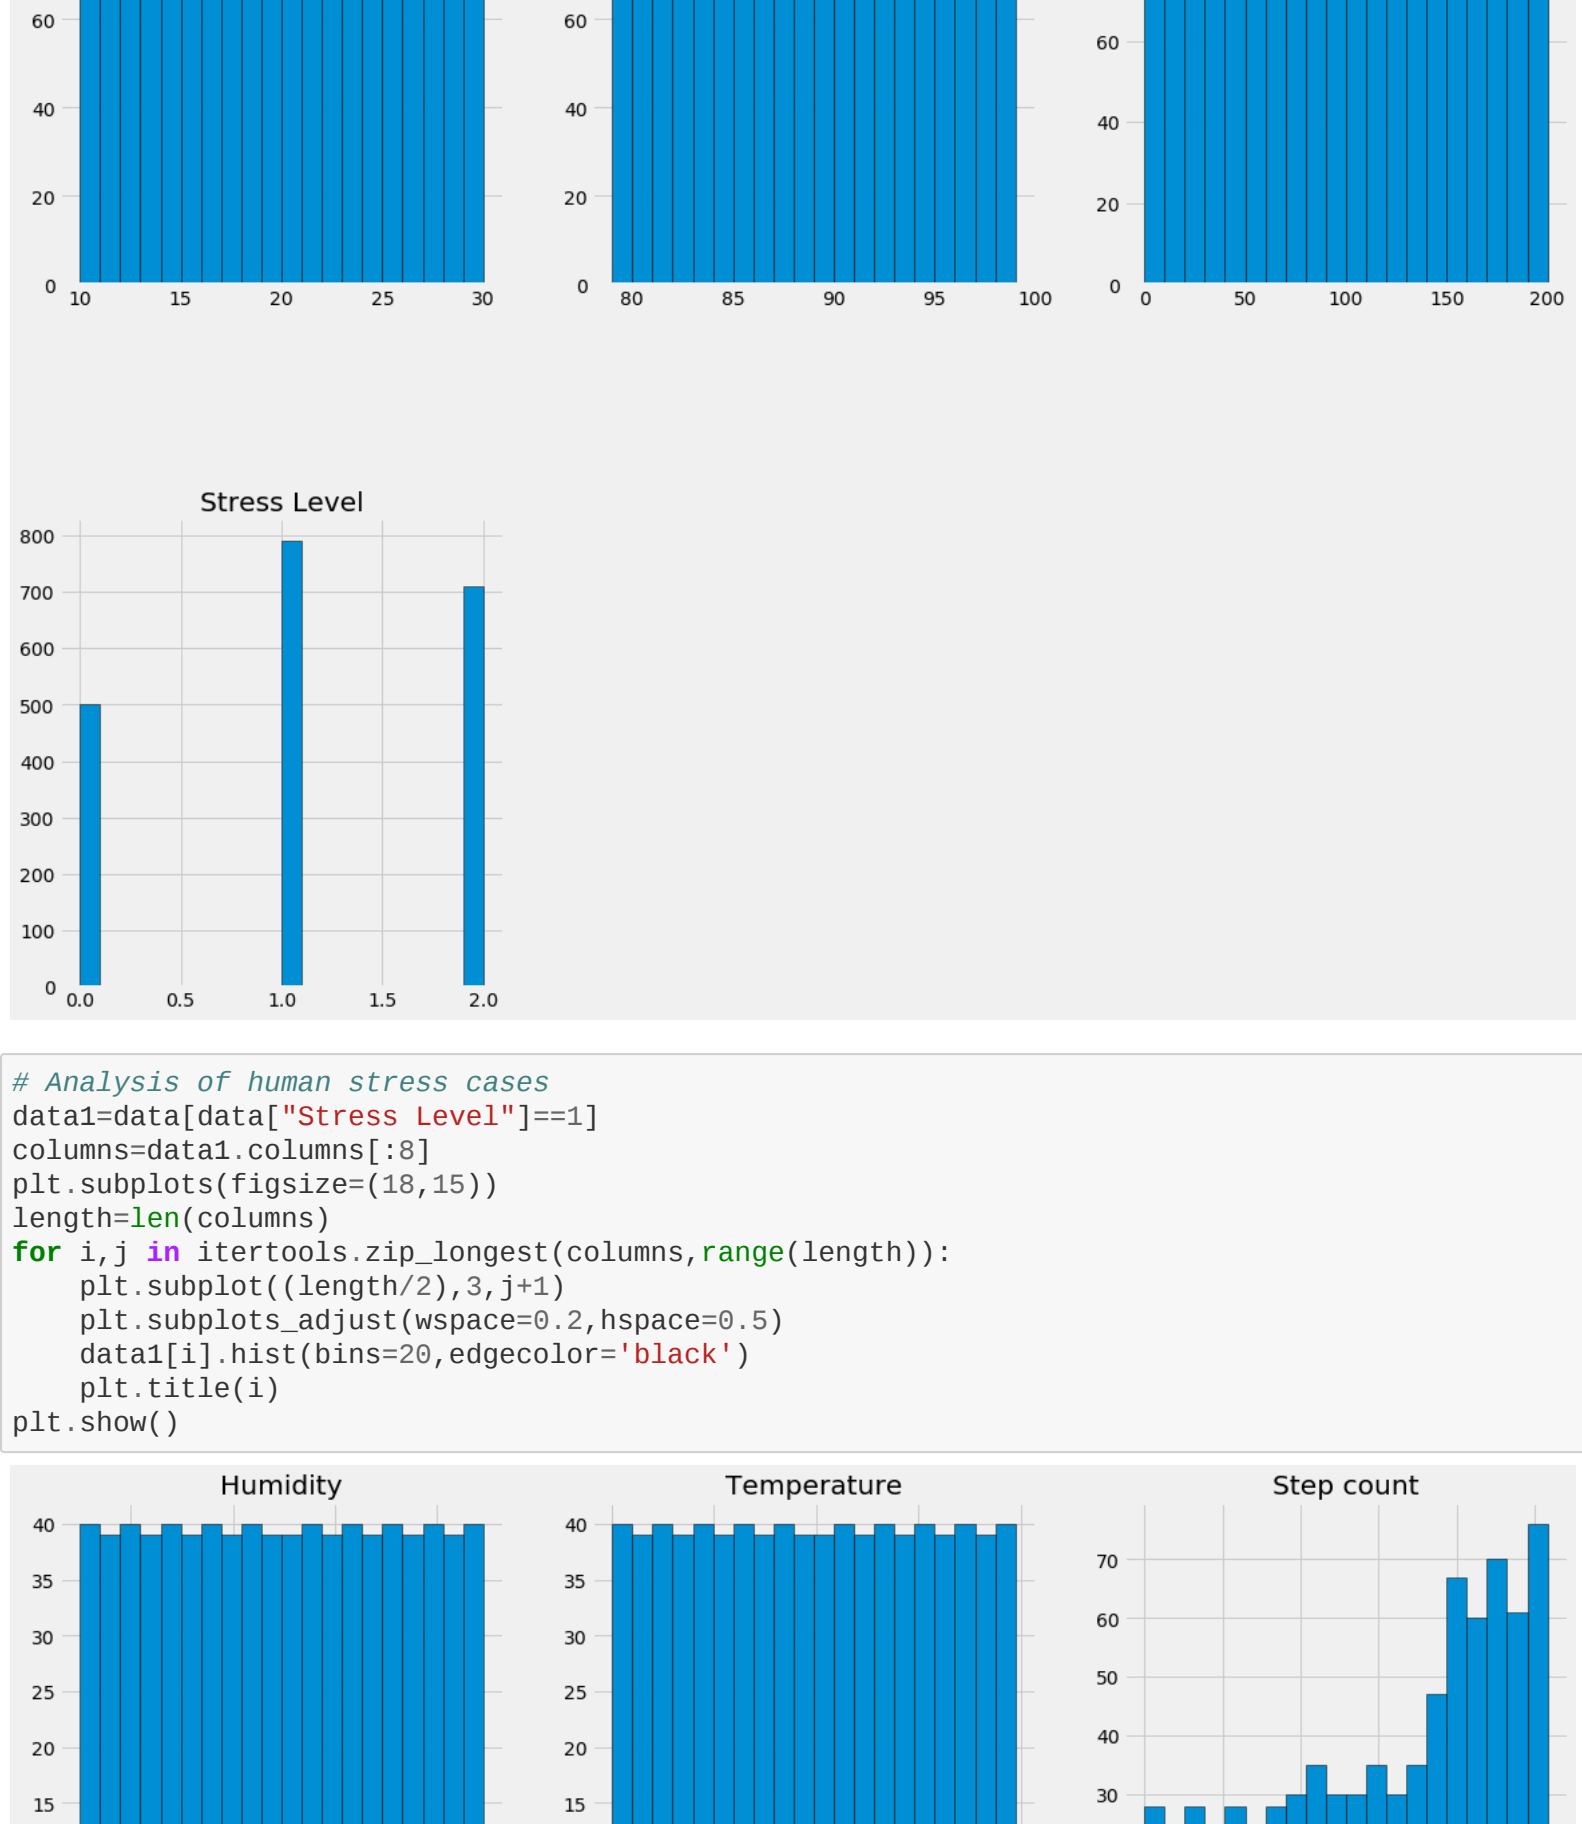 60 60 60
40 40 40
20 20 20
0 0 0
10 15 20 25 30 80 85 90 95 100 0 50 100 150 200
Stress Level
800
700
600
500
400
300
200
100
0
0.0 0.5 1.0 1.5 2.0
# Analysis of human stress cases
data1=data[data["Stress Level"]==1]
columns=data1.columns[:8]
plt.subplots(figsize=(18,15))
length=len(columns)
for i,j in itertools.zip_longest(columns,range(length)):
    plt.subplot((length/2),3,j+1)
    plt.subplots_adjust(wspace=0.2,hspace=0.5)
    data1[i].hist(bins=20,edgecolor='black')
    plt.title(i)
plt.show()
Humidity Temperature Step count
40 40
35 35 70
30 30 60
25 25 50
20 20 40
15 15 30